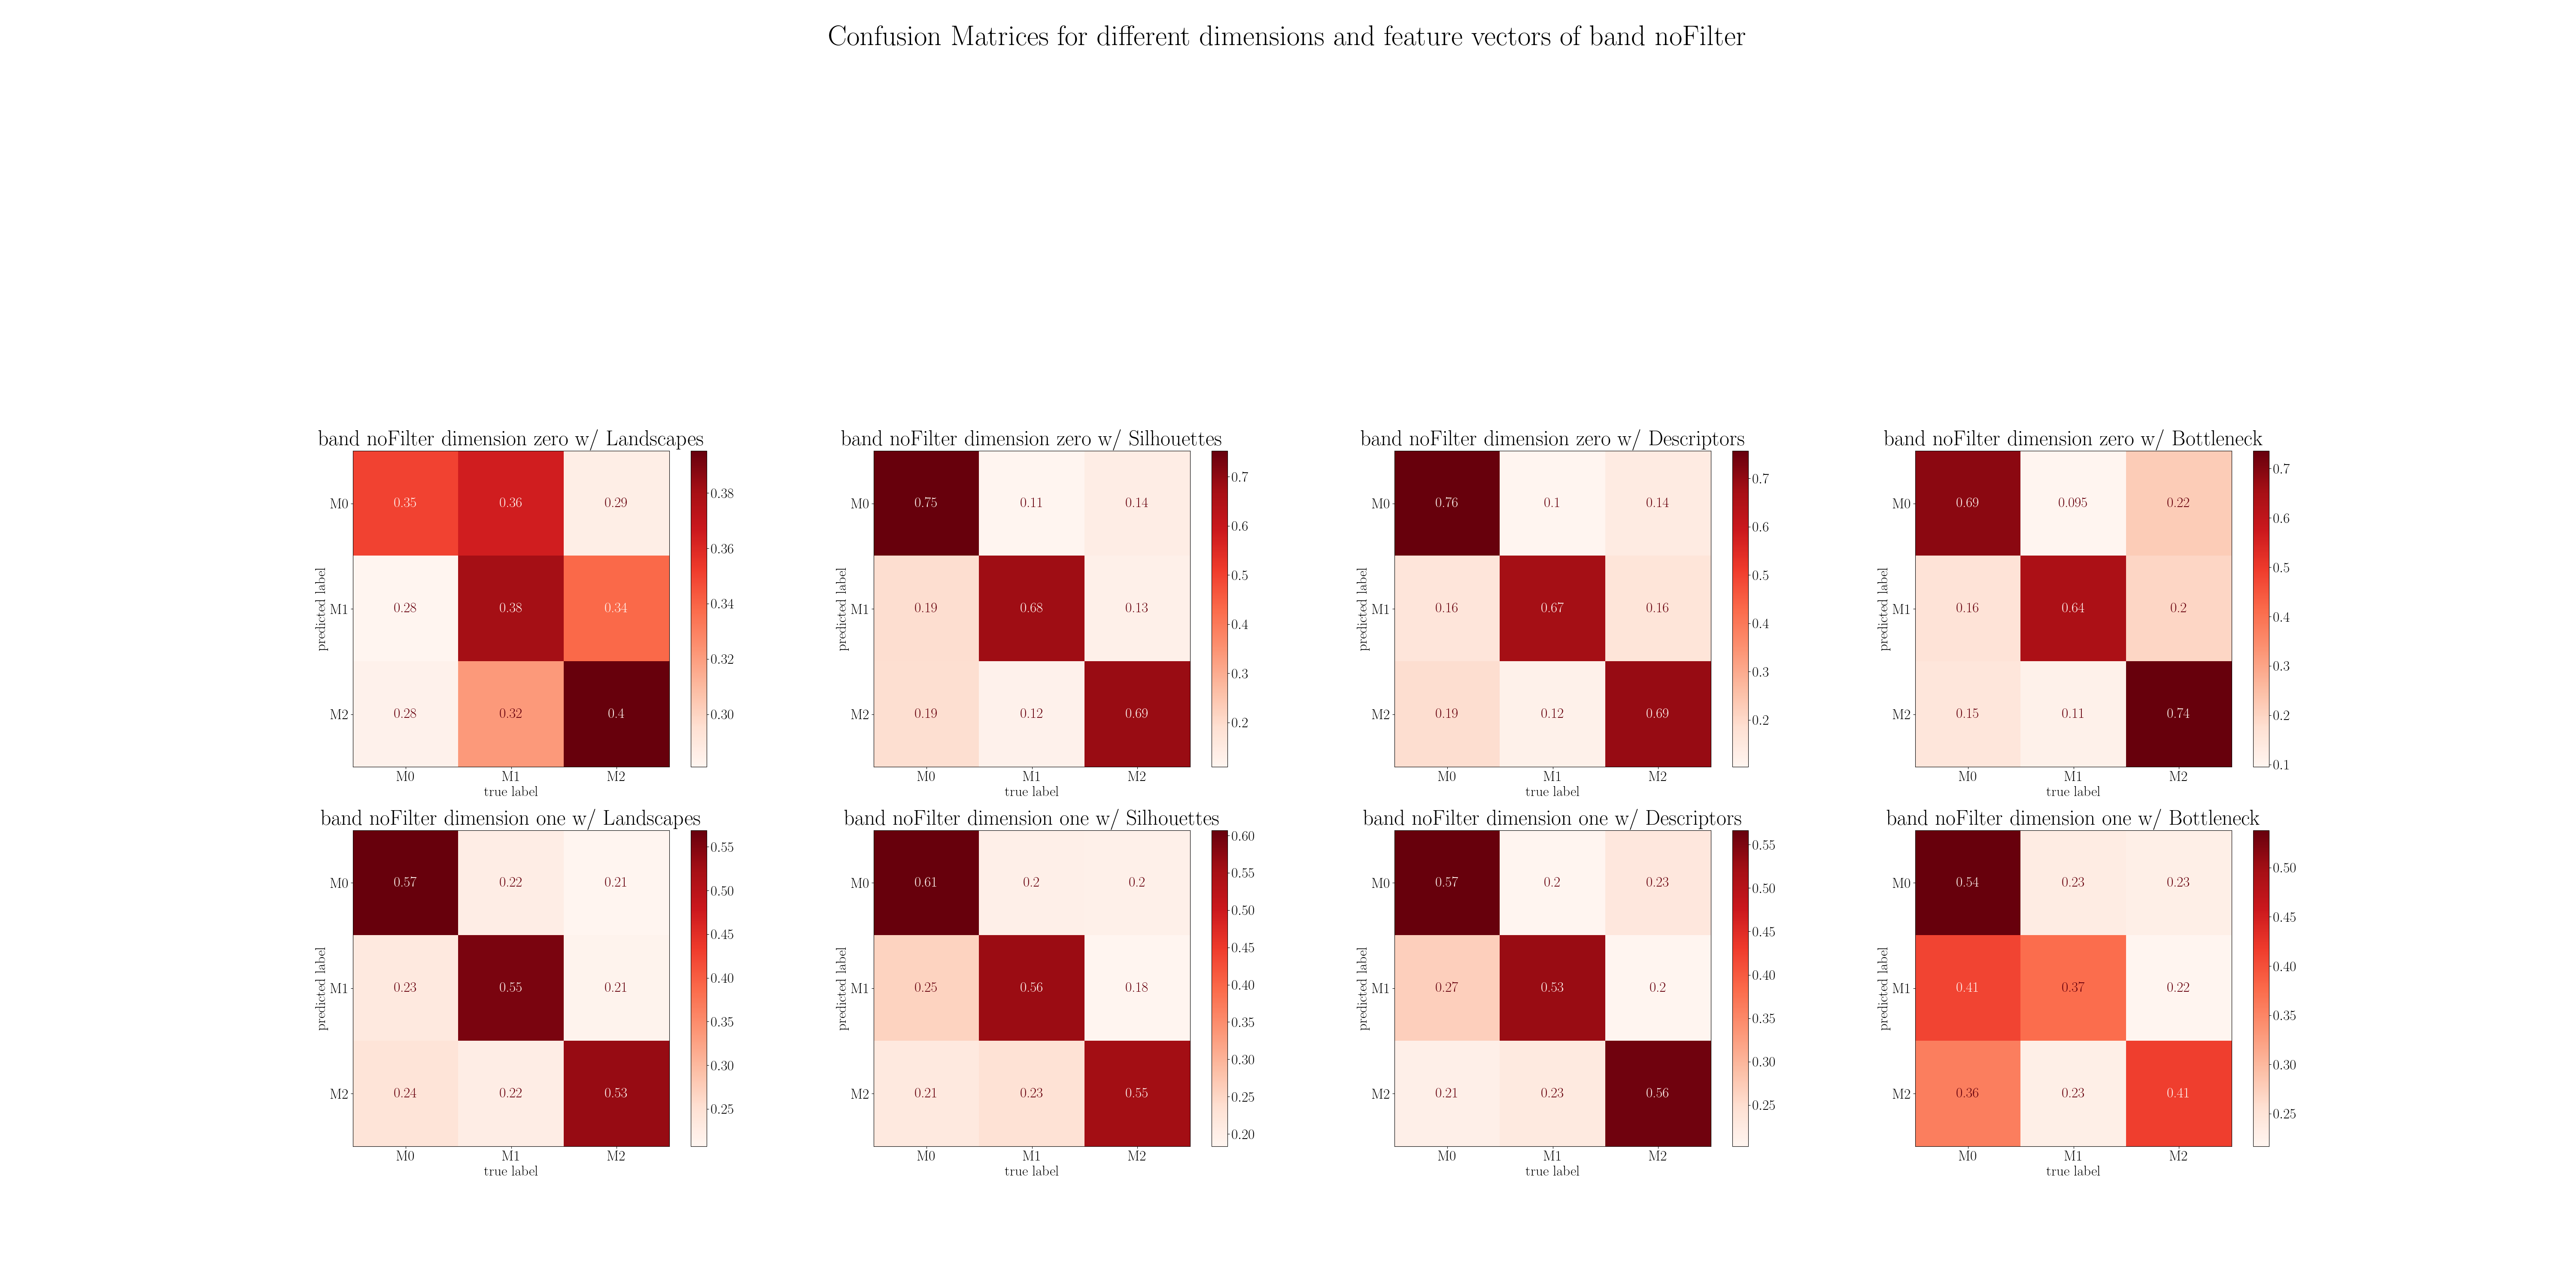 Confusion Matrices for different dimensions and feature vectors of band noFilter
band noFilter dimension zero w/ Landscapes
predicted label
M0
M1
M2
0.35 0.36 0.29
0.28 0.38 0.34
0.28 0.32 0.4
M0 M1 M2
true label
0.38
0.36
0.34
0.32
0.30
band noFilter dimension zero w/ Silhouettes
predicted label
M0
M1
M2
0.75 0.11 0.14
0.19 0.68 0.13
0.19 0.12 0.69
M0 M1 M2
true label
0.7
0.6
0.5
0.4
0.3
0.2
band noFilter dimension zero w/ Descriptors
predicted label
M0
M1
M2
0.76 0.1 0.14
0.16 0.67 0.16
0.19 0.12 0.69
M0 M1 M2
true label
0.7
0.6
0.5
0.4
0.3
0.2
band noFilter dimension zero w/ Bottleneck
predicted label
M0
M1
M2
0.69 0.095 0.22
0.16 0.64 0.2
0.15 0.11 0.74
M0 M1 M2
true label
0.7
0.6
0.5
0.4
0.3
0.2
0.1
band noFilter dimension one w/ Landscapes
predicted label
M0
M1
M2
0.57 0.22 0.21
0.23 0.55 0.21
0.24 0.22 0.53
M0 M1 M2
true label
0.55
0.50
0.45
0.40
0.35
0.30
0.25
band noFilter dimension one w/ Silhouettes
predicted label
M0
M1
M2
0.61 0.2 0.2
0.25 0.56 0.18
0.21 0.23 0.55
M0 M1 M2
true label
0.60
0.55
0.50
0.45
0.40
0.35
0.30
0.25
0.20
band noFilter dimension one w/ Descriptors
predicted label
M0
M1
M2
0.57 0.2 0.23
0.27 0.53 0.2
0.21 0.23 0.56
M0 M1 M2
true label
0.55
0.50
0.45
0.40
0.35
0.30
0.25
band noFilter dimension one w/ Bottleneck
predicted label
M0
M1
M2
0.54 0.23 0.23
0.41 0.37 0.22
0.36 0.23 0.41
M0 M1 M2
true label
0.50
0.45
0.40
0.35
0.30
0.25